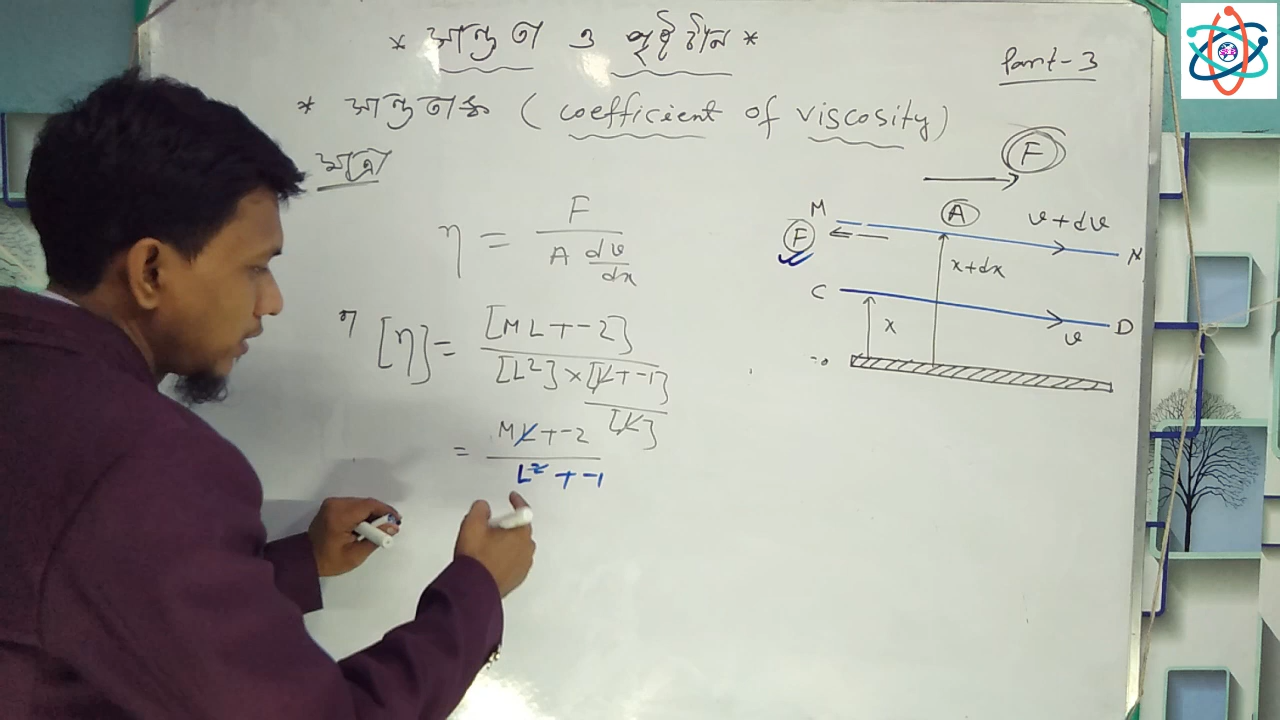 * সান্দ্রতা ও পৃষ্ঠটান *
Part-3
* সান্দ্রতাঙ্ক (coefficient of viscosity)
মাত্রা
η = F / A dv/dx
η [η] = [MLT-2] / [L²]×[LT-1]/[L]
= MLT-2 / L²T-1
F
M A v+dv
F N
x+dx
C
x v D